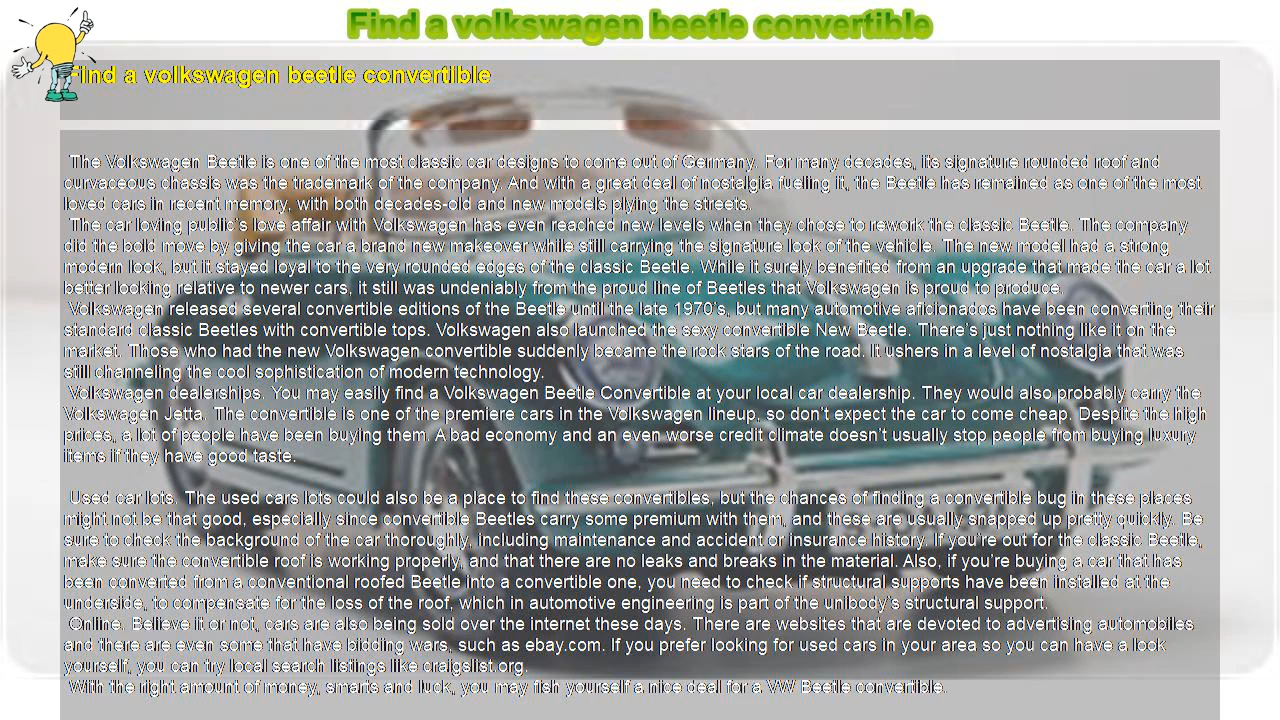 Find a volkswagen beetle convertible
Find a volkswagen beetle convertible
The Volkswagen Beetle is one of the most classic car designs to come out of Germany. For many decades, its signature rounded roof and
curvaceous chassis was the trademark of the company. And with a great deal of nostalgia fueling it, the Beetle has remained as one of the most
loved cars in recent memory, with both decades-old and new models plying the streets.
The car loving public's love affair with Volkswagen has even reached new levels when they chose to rework the classic Beetle. The company
did the bold move by giving the car a brand new makeover while still carrying the signature look of the vehicle. The new model had a strong
modern look, but it stayed loyal to the very rounded edges of the classic Beetle. While it surely benefited from an upgrade that made the car a lot
better looking relative to newer cars, it still was undeniably from the proud line of Beetles that Volkswagen is proud to produce.
Volkswagen released several convertible editions of the Beetle until the late 1970's, but many automotive aficionados have been converting their
standard classic Beetles with convertible tops. Volkswagen also launched the sexy convertible New Beetle. There's just nothing like it on the
market. Those who had the new Volkswagen convertible suddenly became the rock stars of the road. It ushers in a level of nostalgia that was
still channeling the cool sophistication of modern technology.
Volkswagen dealerships. You may easily find a Volkswagen Beetle Convertible at your local car dealership. They would also probably carry the
Volkswagen Jetta. The convertible is one of the premiere cars in the Volkswagen lineup, so don't expect the car to come cheap. Despite the high
prices, a lot of people have been buying them. A bad economy and an even worse credit climate doesn't usually stop people from buying luxury
items if they have good taste.
Used car lots. The used cars lots could also be a place to find these convertibles, but the chances of finding a convertible bug in these places
might not be that good, especially since convertible Beetles carry some premium with them, and these are usually snapped up pretty quickly. Be
sure to check the background of the car thoroughly, including maintenance and accident or insurance history. If you're out for the classic Beetle,
make sure the convertible roof is working properly, and that there are no leaks and breaks in the material. Also, if you're buying a car that has
been converted from a conventional roofed Beetle into a convertible one, you need to check if structural supports have been installed at the
underside, to compensate for the loss of the roof, which in automotive engineering is part of the unibody's structural support.
Online. Believe it or not, cars are also being sold over the internet these days. There are websites that are devoted to advertising automobiles
and there are even some that have bidding wars, such as ebay.com. If you prefer looking for used cars in your area so you can have a look
yourself, you can try local search listings like craigslist.org.
With the right amount of money, smarts and luck, you may fish yourself a nice deal for a VW Beetle convertible.